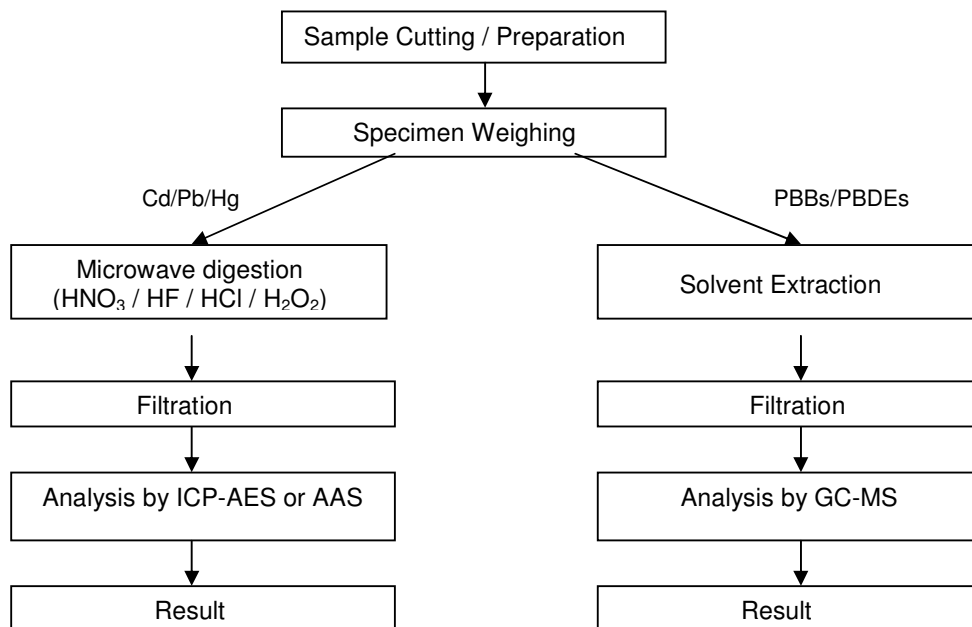 Sample Cutting / Preparation
Specimen Weighing
Cd/Pb/Hg
PBBs/PBDEs
Microwave digestion
(HNO₃ / HF / HCl / H₂O₂)
Solvent Extraction
Filtration
Filtration
Analysis by ICP-AES or AAS
Analysis by GC-MS
Result
Result